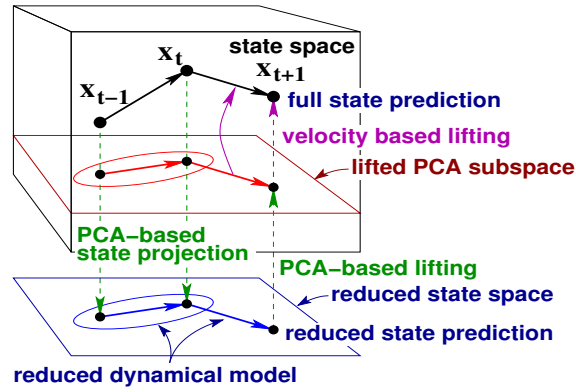 state space
x_t
x_{t+1}
x_{t−1}
full state prediction
velocity based lifting
lifted PCA subspace
PCA−based
state projection
PCA−based lifting
reduced state space
reduced state prediction
reduced dynamical model